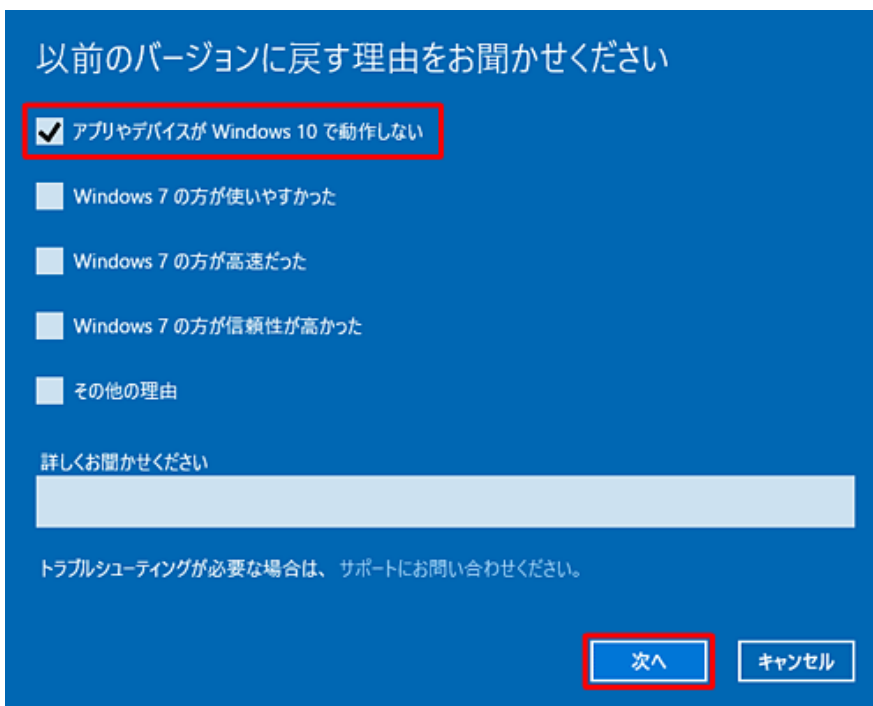 以前のバージョンに戻す理由をお聞かせください
アプリやデバイスが Windows 10 で動作しない
Windows 7 の方が使いやすかった
Windows 7 の方が高速だった
Windows 7 の方が信頼性が高かった
その他の理由
詳しくお聞かせください
トラブルシューティングが必要な場合は、サポートにお問い合わせください。
次へ
キャンセル